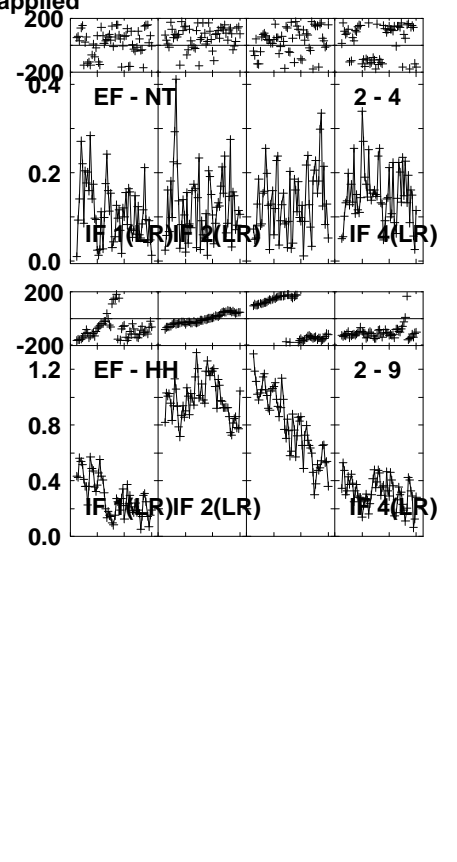 applied
200
-200
0.4
EF - NT
2 - 4
0.2
IF 1(LR) IF 2(LR) IF 4(LR)
0.0
200
-200
EF - HH
2 - 9
1.2
0.8
0.4
IF 1(LR) IF 2(LR) IF 4(LR)
0.0